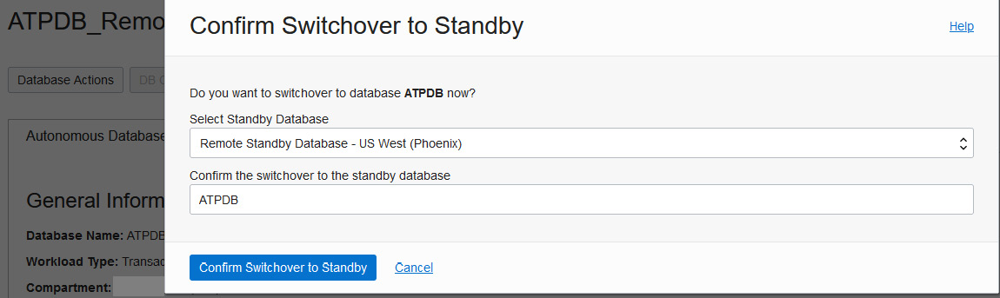 ATPDB_Remo
Confirm Switchover to Standby
Help
Database Actions
DB C
Do you want to switchover to database ATPDB now?
Select Standby Database
Autonomous Database
Remote Standby Database - US West (Phoenix)
Confirm the switchover to the standby database
General Inform
ATPDB
Database Name: ATPDB
Workload Type: Transac
Confirm Switchover to Standby
Cancel
Compartment: